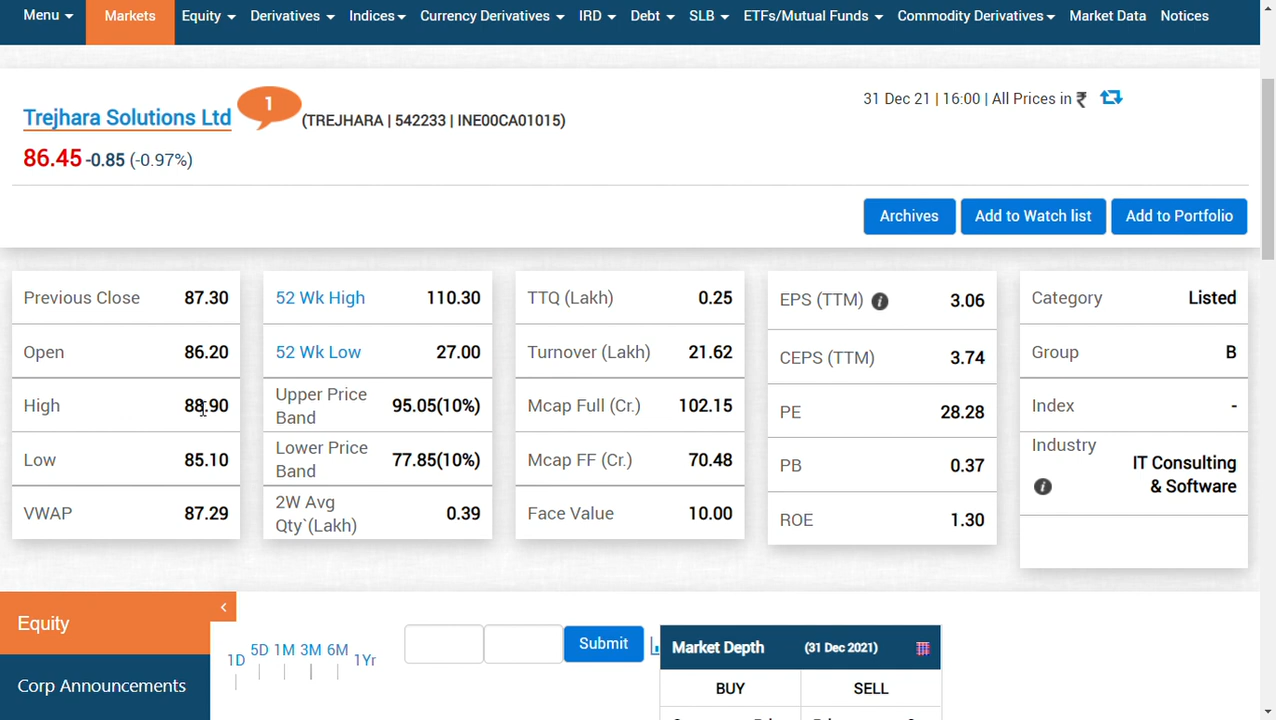 Menu Markets Equity Derivatives Indices Currency Derivatives IRD Debt SLB ETFs/Mutual Funds Commodity Derivatives Market Data Notices
Trejhara Solutions Ltd 1 (TREJHARA | 542233 | INE00CA01015)
31 Dec 21 | 16:00 | All Prices in ₹
86.45 -0.85 (-0.97%)
Archives Add to Watch list Add to Portfolio
Previous Close 87.30
Open 86.20
High 88.90
Low 85.10
VWAP 87.29
52 Wk High 110.30
52 Wk Low 27.00
Upper Price
Band 95.05(10%)
Lower Price
Band 77.85(10%)
2W Avg
Qty`(Lakh) 0.39
TTQ (Lakh) 0.25
Turnover (Lakh) 21.62
Mcap Full (Cr.) 102.15
Mcap FF (Cr.) 70.48
Face Value 10.00
EPS (TTM) i 3.06
CEPS (TTM) 3.74
PE 28.28
PB 0.37
ROE 1.30
Category Listed
Group B
Index -
Industry
i IT Consulting
& Software
Equity
Corp Announcements
1D 5D 1M 3M 6M 1Yr
Submit
Market Depth (31 Dec 2021)
BUY SELL